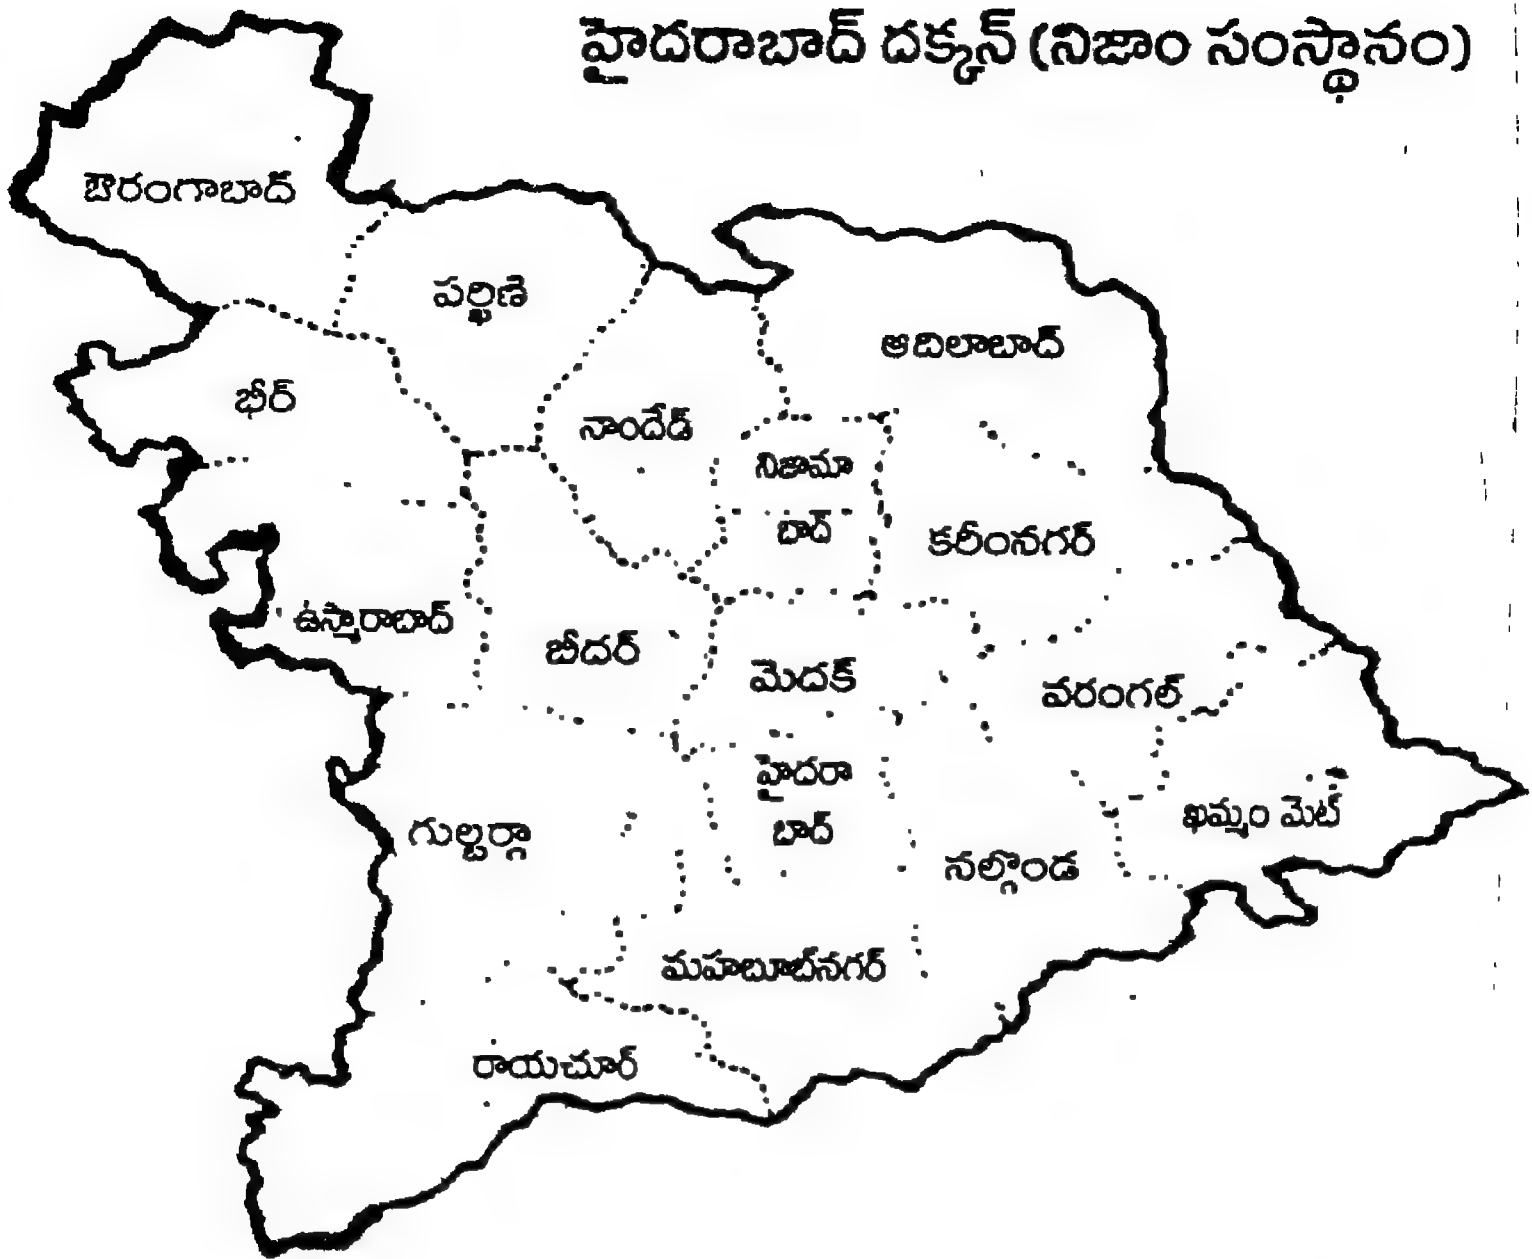 హైదరాబాద్ దక్కన్ (నిజాం సంస్థానం)
ఔరంగాబాద్
పర్భిణి
ఆదిలాబాద్
భీర్
నాందేడ్
నిజామా
బాద్
కరీంనగర్
ఉస్మారాబాద్
బీదర్
మెదక్
వరంగల్
హైదరా
బాద్
ఖమ్మం మెట్
గుల్బర్గా
నల్గొండ
మహబూబ్‌నగర్
రాయచూర్